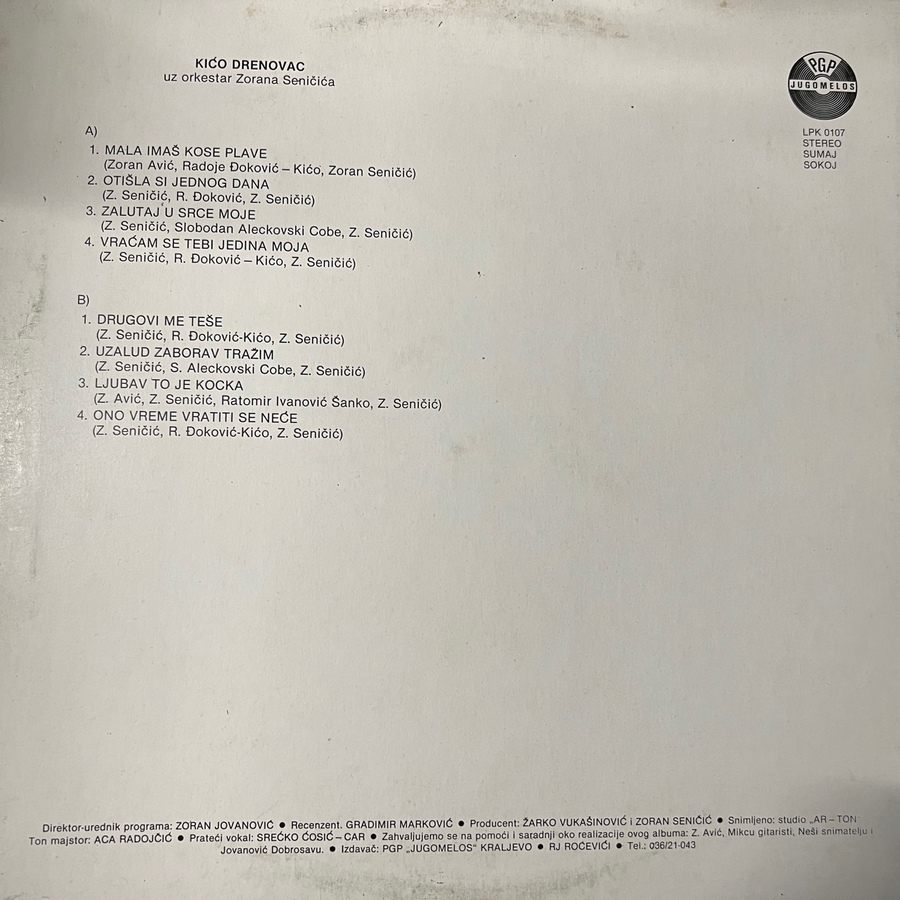 KIĆO DRENOVAC
uz orkestar Zorana Seničića
PGP
JUGOMELOS
LPK 0107
STEREO
SUMAJ
SOKOJ
A)
1. MALA IMAŠ KOSE PLAVE
(Zoran Avić, Radoje Đoković – Kićo, Zoran Seničić)
2. OTIŠLA SI JEDNOG DANA
(Z. Seničić, R. Đoković, Z. Seničić)
3. ZALUTAJ U SRCE MOJE
(Z. Seničić, Slobodan Aleckovski Cobe, Z. Seničić)
4. VRAĆAM SE TEBI JEDINA MOJA
(Z. Seničić, R. Đoković – Kićo, Z. Seničić)
B)
1. DRUGOVI ME TEŠE
(Z. Seničić, R. Đoković-Kićo, Z. Seničić)
2. UZALUD ZABORAV TRAŽIM
(Z. Seničić, S. Aleckovski Cobe, Z. Seničić)
3. LJUBAV TO JE KOCKA
(Z. Avić, Z. Seničić, Ratomir Ivanović Šanko, Z. Seničić)
4. ONO VREME VRATITI SE NEĆE
(Z. Seničić, R. Đoković-Kićo, Z. Seničić)
Direktor-urednik programa: ZORAN JOVANOVIĆ ● Recenzent. GRADIMIR MARKOVIĆ ● Producent: ŽARKO VUKAŠINOVIĆ i ZORAN SENIČIĆ ● Snimljeno: studio „AR – TON"
Ton majstor: ACA RADOJČIĆ ● Prateći vokal: SREĆKO ĆOSIĆ – CAR ● Zahvaljujemo se na pomoći i saradnji oko realizacije ovog albuma: Z. Avić, Mikcu gitaristi, Neši snimatelju i
Jovanović Dobrosavu. ● Izdavač: PGP „JUGOMELOS" KRALJEVO ● RJ ROĆEVIĆI ● Tel.: 036/21-043